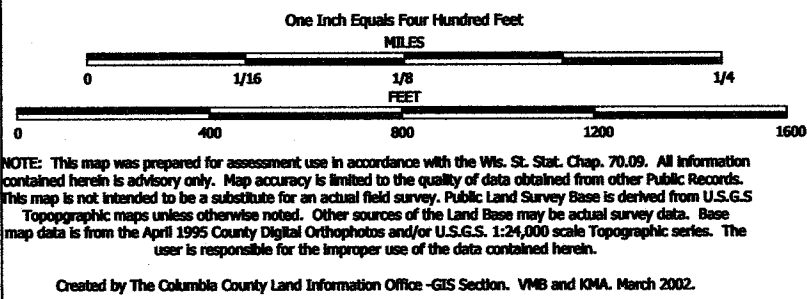 One Inch Equals Four Hundred Feet
MILES
0 1/16 1/8 1/4
FEET
0 400 800 1200 1600
NOTE: This map was prepared for assessment use in accordance with the Wis. St. Stat. Chap. 70.09. All information
contained herein is advisory only. Map accuracy is limited to the quality of data obtained from other Public Records.
This map is not intended to be a substitute for an actual field survey. Public Land Survey Base is derived from U.S.G.S
Topopgraphic maps unless otherwise noted. Other sources of the Land Base may be actual survey data. Base
map data is from the April 1995 County Digital Orthophotos and/or U.S.G.S. 1:24,000 scale Topographic series. The
user is responsible for the improper use of the data contained herein.
Created by The Columbia County Land Information Office -GIS Section. VMB and KMA. March 2002.